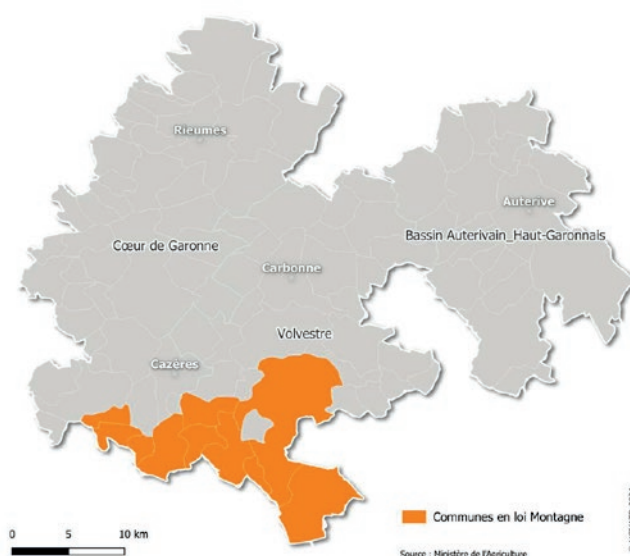 Rieumes
Auterive
Bassin Auterivain_Haut-Garonnais
Cœur de Garonne
Carbonne
Volvestre
Cazères
Communes en loi Montagne
0 5 10 km
Source : Ministère de l'Agriculture